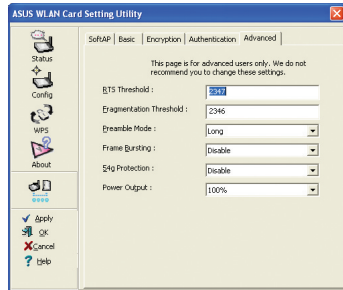 ASUS WLAN Card Setting Utility
SoftAP Basic Encryption Authentication Advanced
Status
Config
WPS
About
Apply
OK
Cancel
Help
This page is for advanced users only. We do not
recommend you to change these settings.
RTS Threshold : 2347
Fragmentation Threshold : 2346
Preamble Mode : Long
Frame Bursting : Disable
54g Protection : Disable
Power Output : 100%